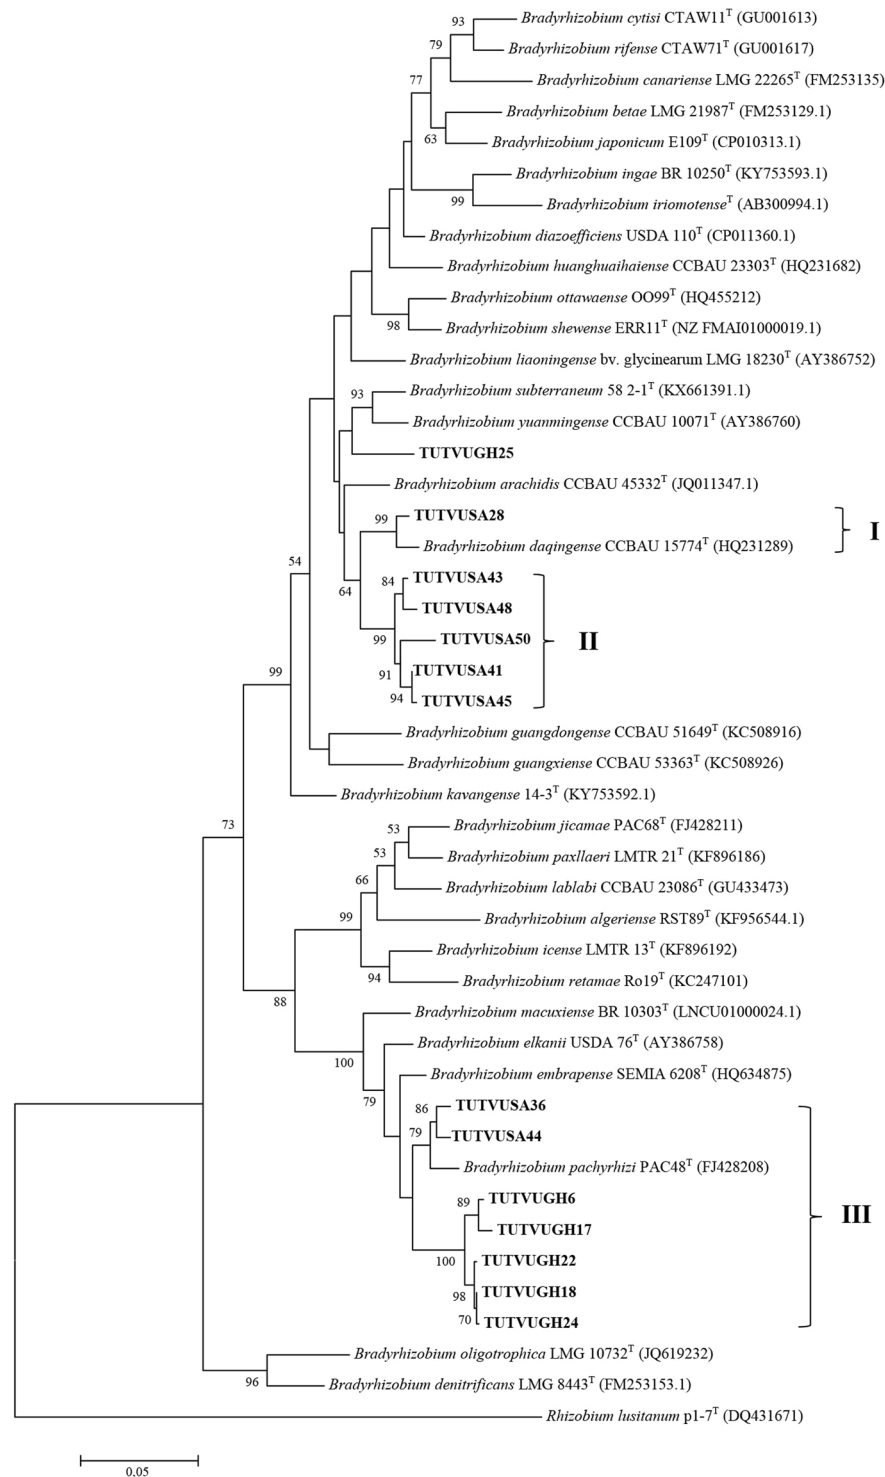 93
Bradyrhizobium cytisi CTAW11ᵀ (GU001613)
79
Bradyrhizobium rifense CTAW71ᵀ (GU001617)
77
Bradyrhizobium canariense LMG 22265ᵀ (FM253135)
Bradyrhizobium betae LMG 21987ᵀ (FM253129.1)
63
Bradyrhizobium japonicum E109ᵀ (CP010313.1)
Bradyrhizobium ingae BR 10250ᵀ (KY753593.1)
99
Bradyrhizobium iriomotenseᵀ (AB300994.1)
Bradyrhizobium diazoefficiens USDA 110ᵀ (CP011360.1)
Bradyrhizobium huanghuaihaiense CCBAU 23303ᵀ (HQ231682)
Bradyrhizobium ottawaense OO99ᵀ (HQ455212)
98
Bradyrhizobium shewense ERR11ᵀ (NZ FMAI01000019.1)
Bradyrhizobium liaoningense bv. glycinearum LMG 18230ᵀ (AY386752)
93
Bradyrhizobium subterraneum 58 2-1ᵀ (KX661391.1)
Bradyrhizobium yuanmingense CCBAU 10071ᵀ (AY386760)
TUTVUGH25
Bradyrhizobium arachidis CCBAU 45332ᵀ (JQ011347.1)
99
TUTVUSA28
I
Bradyrhizobium daqingense CCBAU 15774ᵀ (HQ231289)
54
84
TUTVUSA43
64
TUTVUSA48
99
TUTVUSA50
II
91
TUTVUSA41
99
94
TUTVUSA45
Bradyrhizobium guangdongense CCBAU 51649ᵀ (KC508916)
Bradyrhizobium guangxiense CCBAU 53363ᵀ (KC508926)
Bradyrhizobium kavangense 14-3ᵀ (KY753592.1)
73
53
Bradyrhizobium jicamae PAC68ᵀ (FJ428211)
53
Bradyrhizobium paxllaeri LMTR 21ᵀ (KF896186)
66
Bradyrhizobium lablabi CCBAU 23086ᵀ (GU433473)
99
Bradyrhizobium algeriense RST89ᵀ (KF956544.1)
Bradyrhizobium icense LMTR 13ᵀ (KF896192)
94
Bradyrhizobium retamae Ro19ᵀ (KC247101)
88
Bradyrhizobium macuxiense BR 10303ᵀ (LNCU01000024.1)
Bradyrhizobium elkanii USDA 76ᵀ (AY386758)
100
Bradyrhizobium embrapense SEMIA 6208ᵀ (HQ634875)
79
86
TUTVUSA36
79
TUTVUSA44
Bradyrhizobium pachyrhizi PAC48ᵀ (FJ428208)
89
TUTVUGH6
III
TUTVUGH17
100
TUTVUGH22
98
TUTVUGH18
70
TUTVUGH24
Bradyrhizobium oligotrophica LMG 10732ᵀ (JQ619232)
96
Bradyrhizobium denitrificans LMG 8443ᵀ (FM253153.1)
Rhizobium lusitanum p1-7ᵀ (DQ431671)
0.05